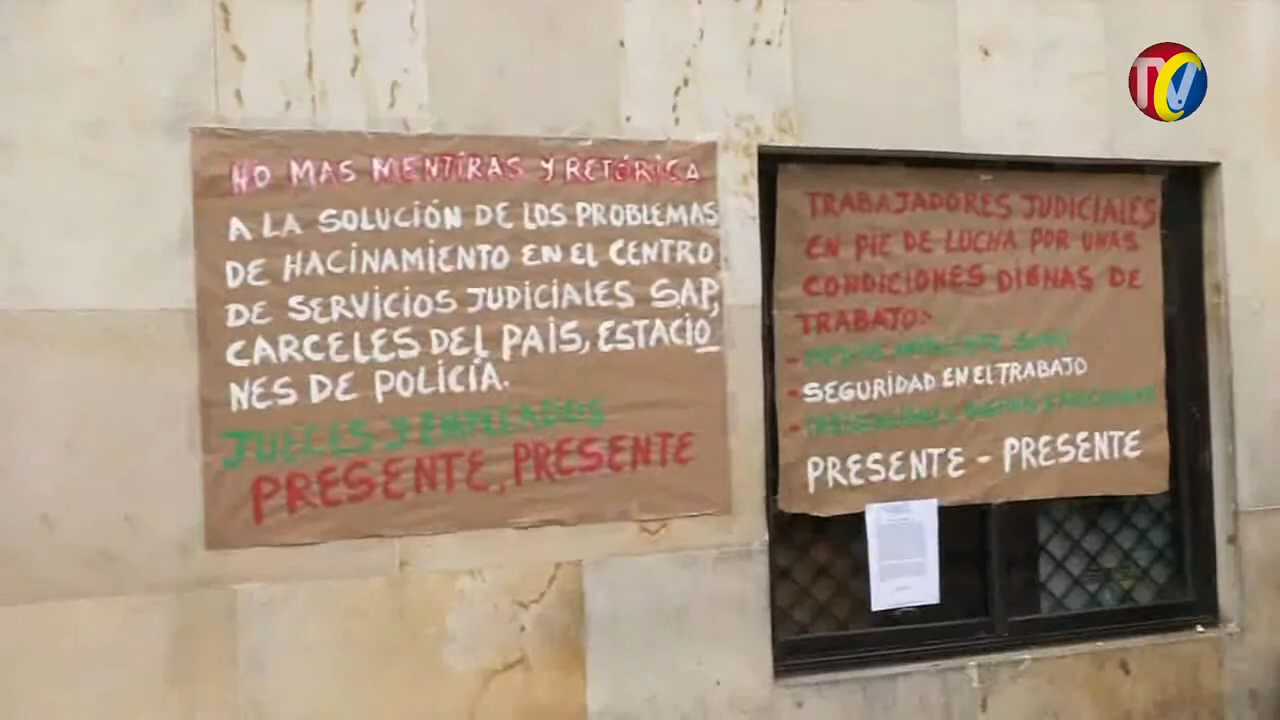 NO MAS MENTIRAS Y RETÓRICA
A LA SOLUCIÓN DE LOS PROBLEMAS
DE HACINAMIENTO EN EL CENTRO
DE SERVICIOS JUDICIALES SAP,
CARCELES DEL PAÍS, ESTACIO
NES DE POLICÍA.
JUECES Y EMPLEADOS
PRESENTE, PRESENTE
TRABAJADORES JUDICIALES
EN PIE DE LUCHA POR UNAS
CONDICIONES DIGNAS DE
TRABAJO:
- SEGURIDAD EN EL TRABAJO
PRESENTE - PRESENTE
TCV